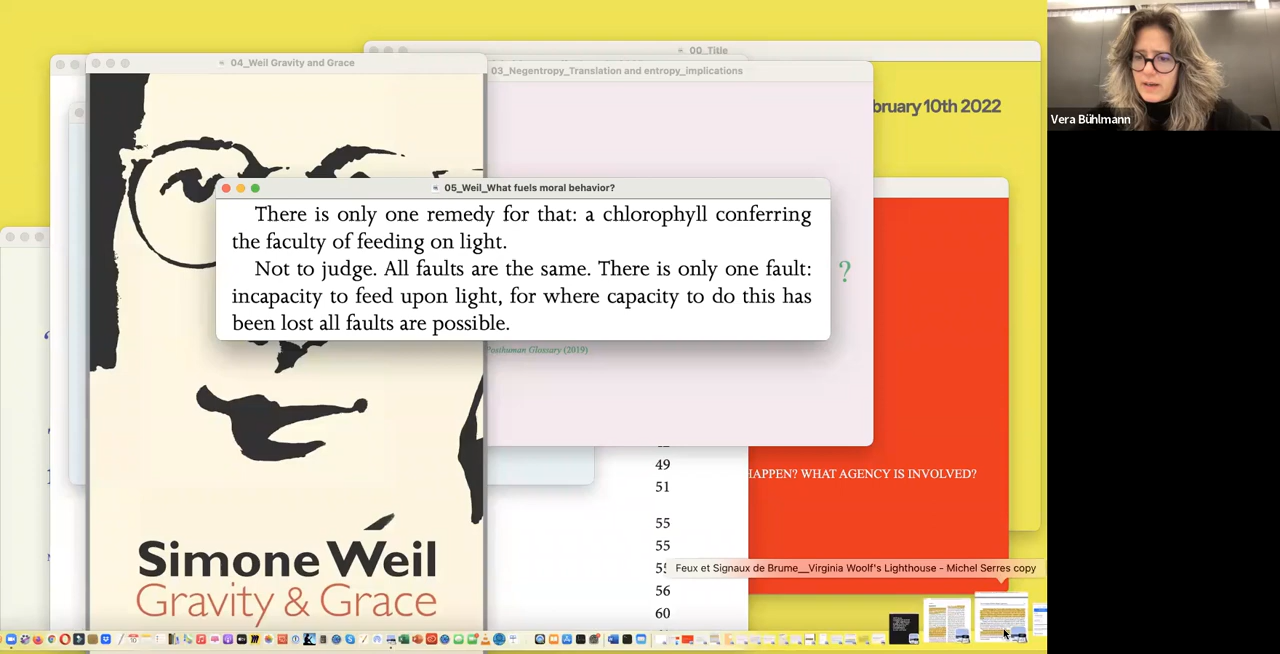 00_Title
04_Weil Gravity and Grace
03_Negentropy_Translation and entropy_implications
bruary 10th 2022
Vera Bühlmann
05_Weil_What fuels moral behavior?
There is only one remedy for that: a chlorophyll conferring
the faculty of feeding on light.
Not to judge. All faults are the same. There is only one fault:
incapacity to feed upon light, for where capacity to do this has
been lost all faults are possible.
?
Posthuman Glossary (2019)
49
51
HAPPEN? WHAT AGENCY IS INVOLVED?
55
55
Feux et Signaux de Brume__Virginia Woolf's Lighthouse - Michel Serres copy
56
60
Simone Weil
Gravity & Grace